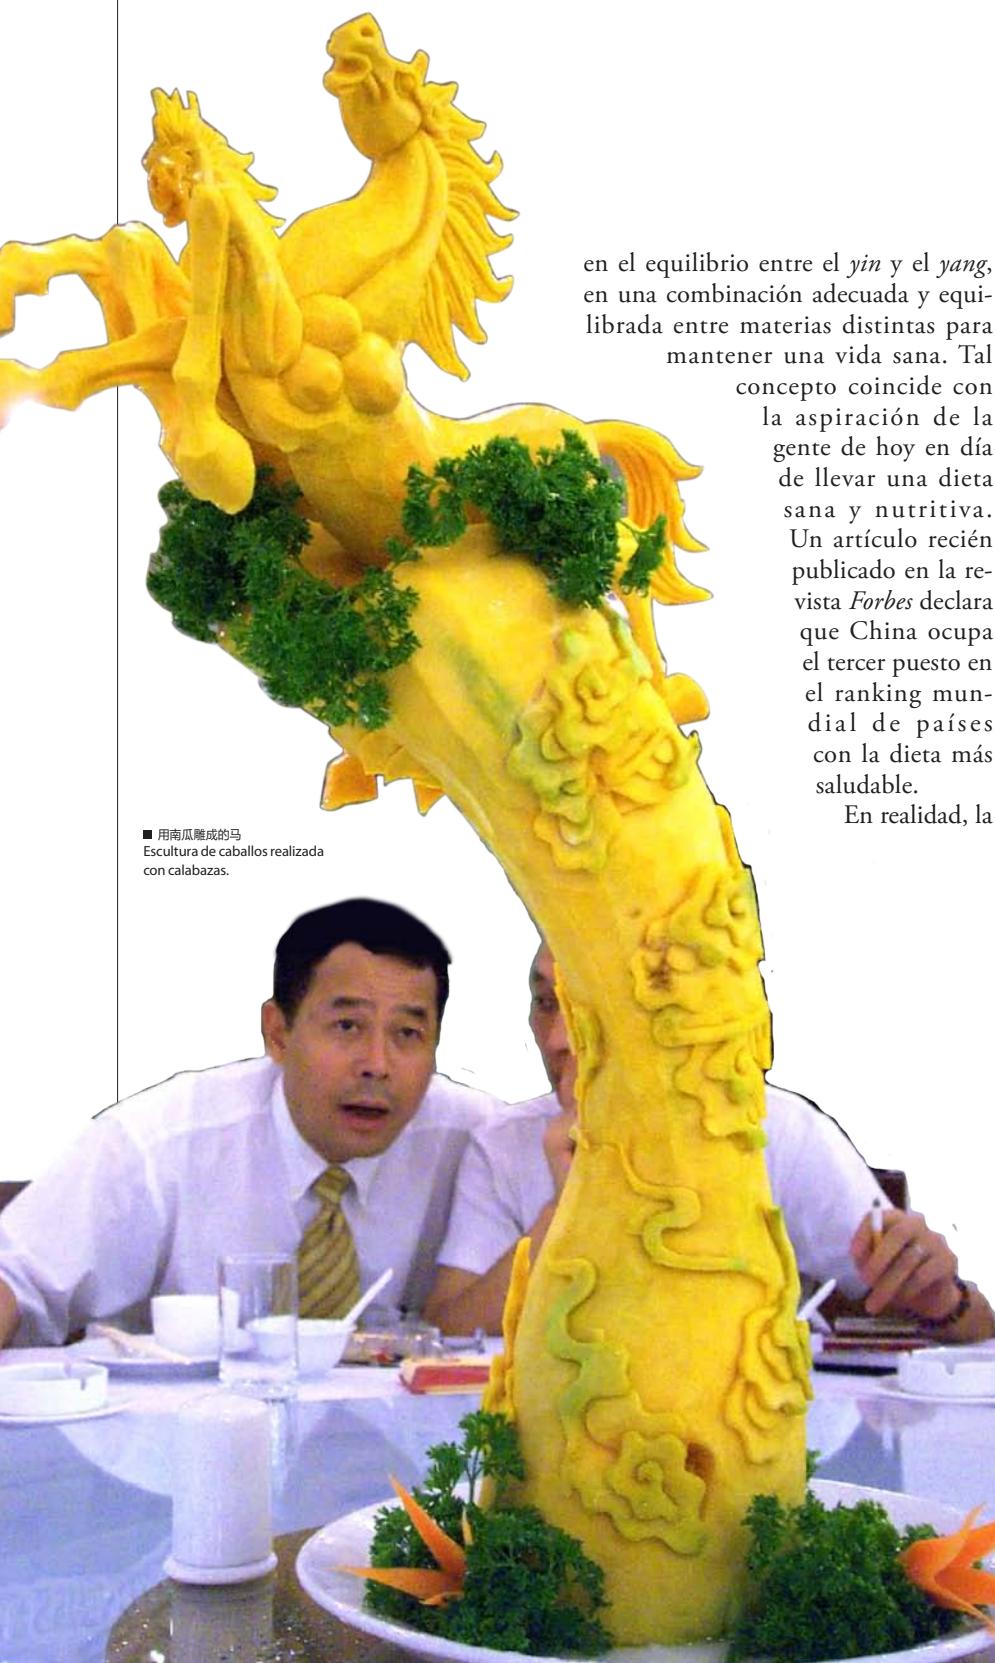 en el equilibrio entre el yin y el yang,
en una combinación adecuada y equi-
librada entre materias distintas para
mantener una vida sana. Tal
concepto coincide con
la aspiración de la
gente de hoy en día
de llevar una dieta
sana y nutritiva.
Un artículo recién
publicado en la re-
vista Forbes declara
que China ocupa
el tercer puesto en
el ranking mun-
dial de países
con la dieta más
saludable.
En realidad, la
■ 用南瓜雕成的马
Escultura de caballos realizada
con calabazas.